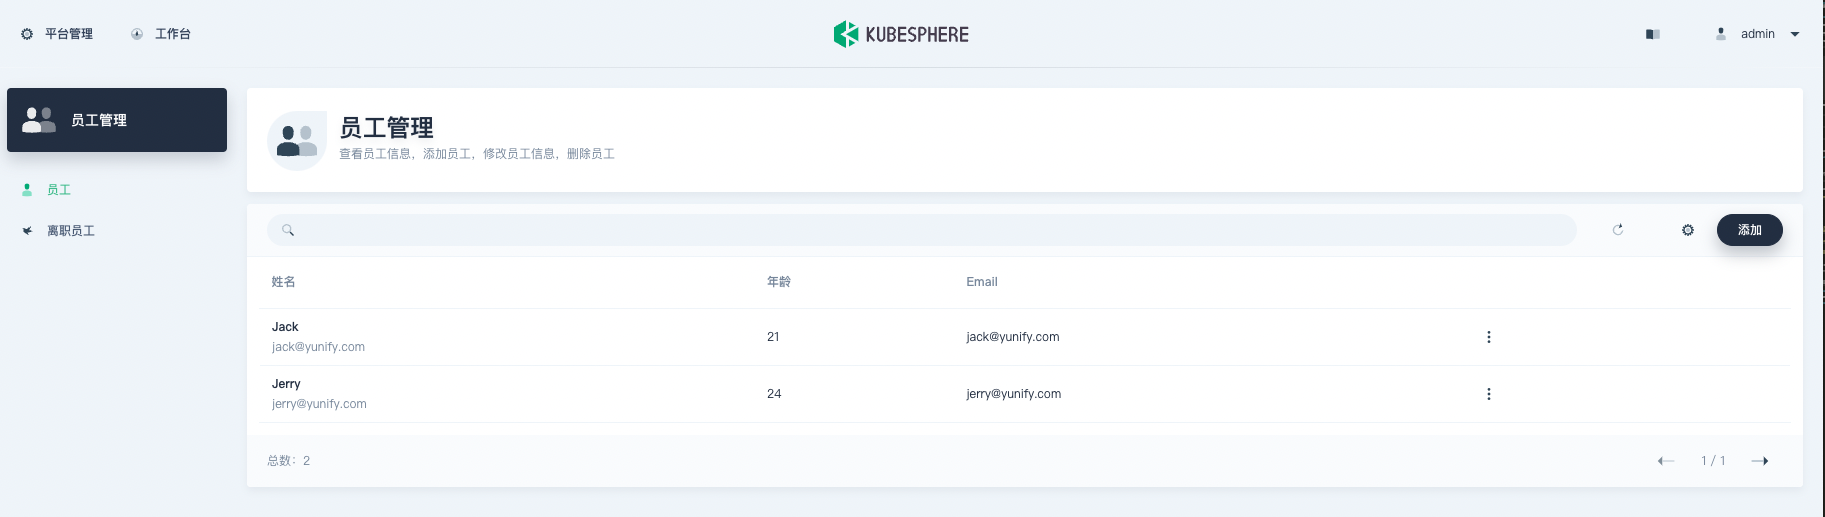 平台管理 工作台 KUBESPHERE admin
员工管理
员工
离职员工
员工管理
查看员工信息，添加员工，修改员工信息，删除员工
添加
姓名 年龄 Email
Jack
jack@yunify.com 21 jack@yunify.com
Jerry
jerry@yunify.com 24 jerry@yunify.com
总数：2 1 / 1